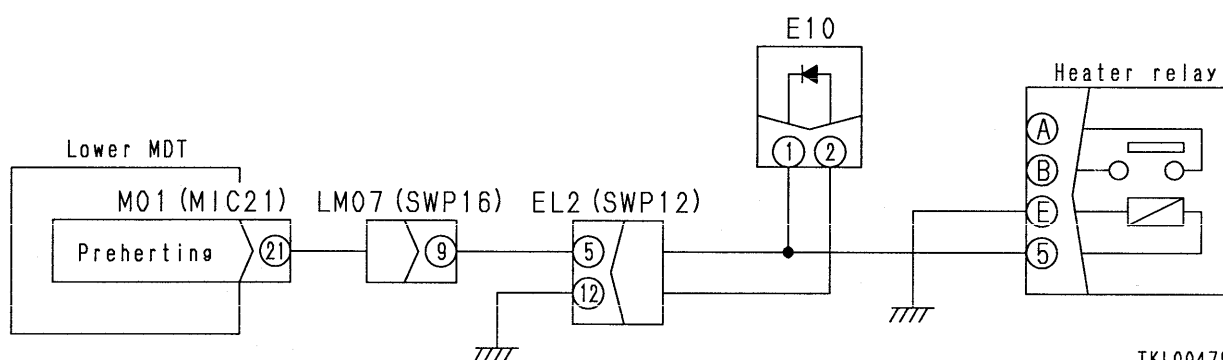 E10
Heater relay
1
2
A
B
E
5
Lower MDT
M01 (MIC21)
LM07 (SWP16)
EL2 (SWP12)
Preherting
21
9
5
12